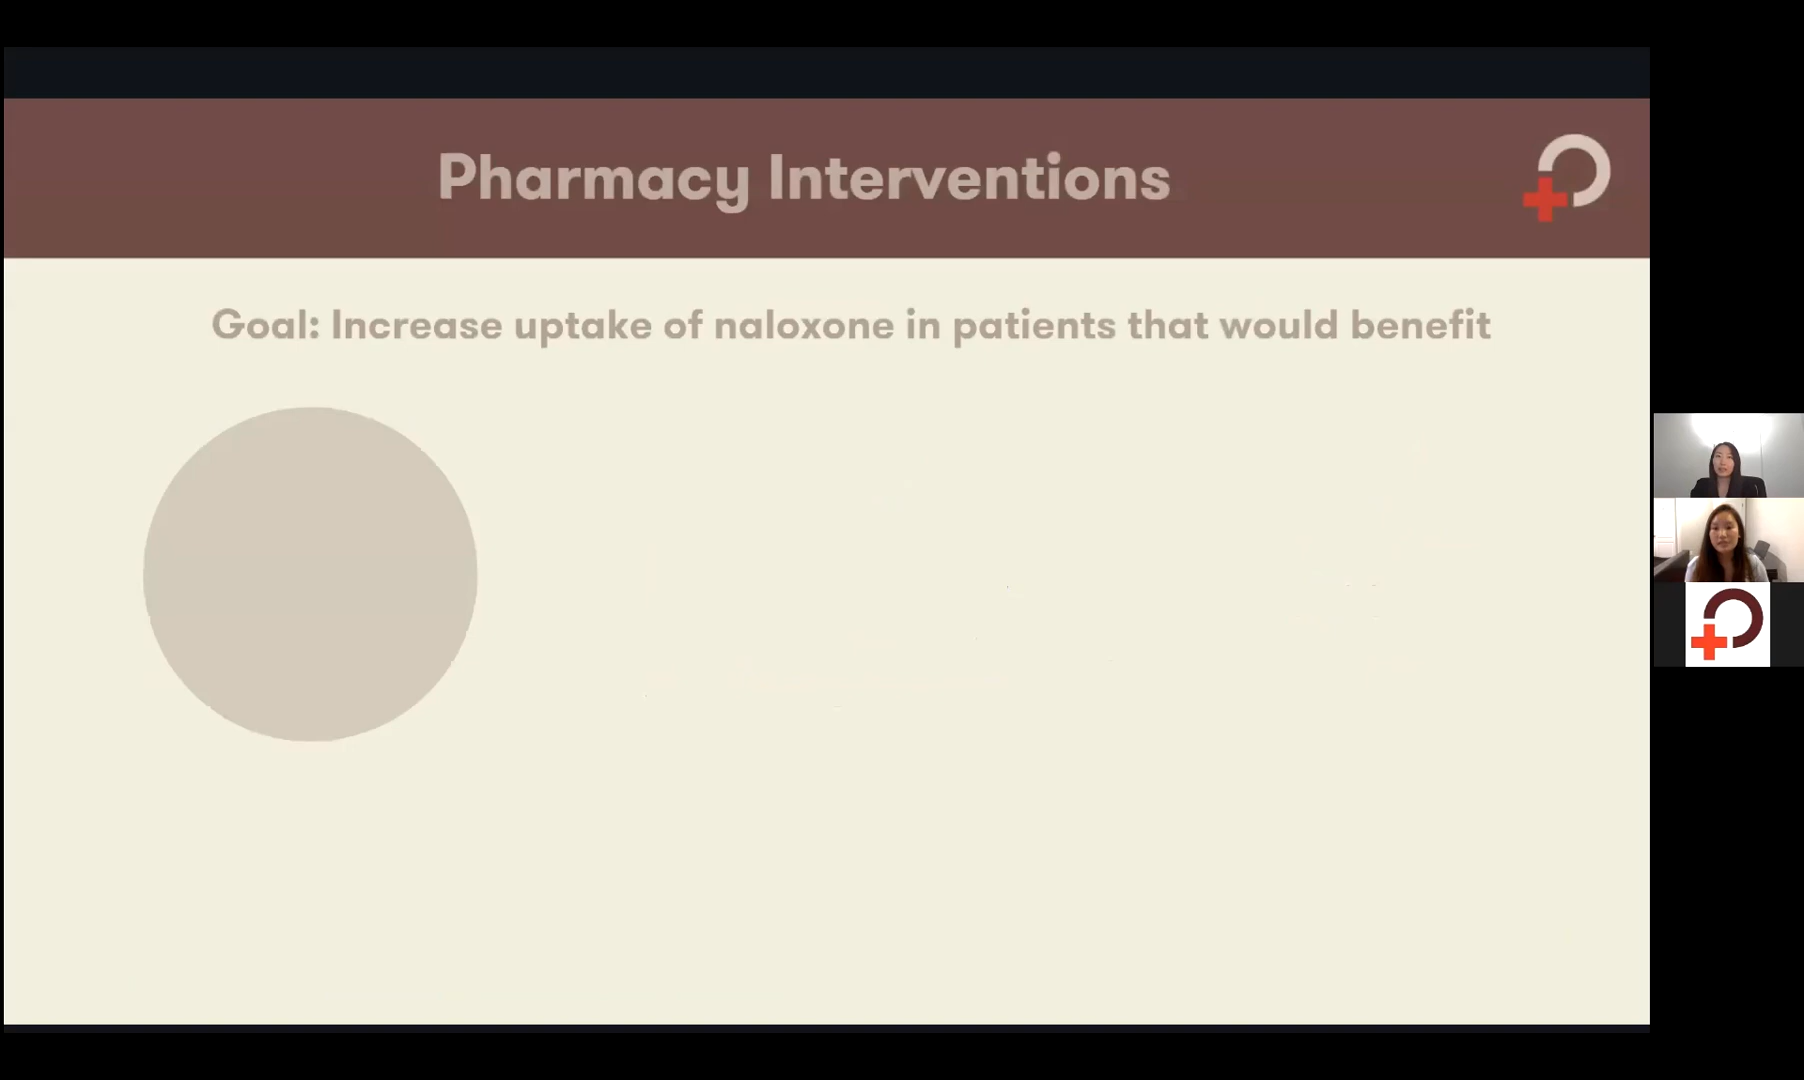 Pharmacy Interventions
Goal: Increase uptake of naloxone in patients that would benefit